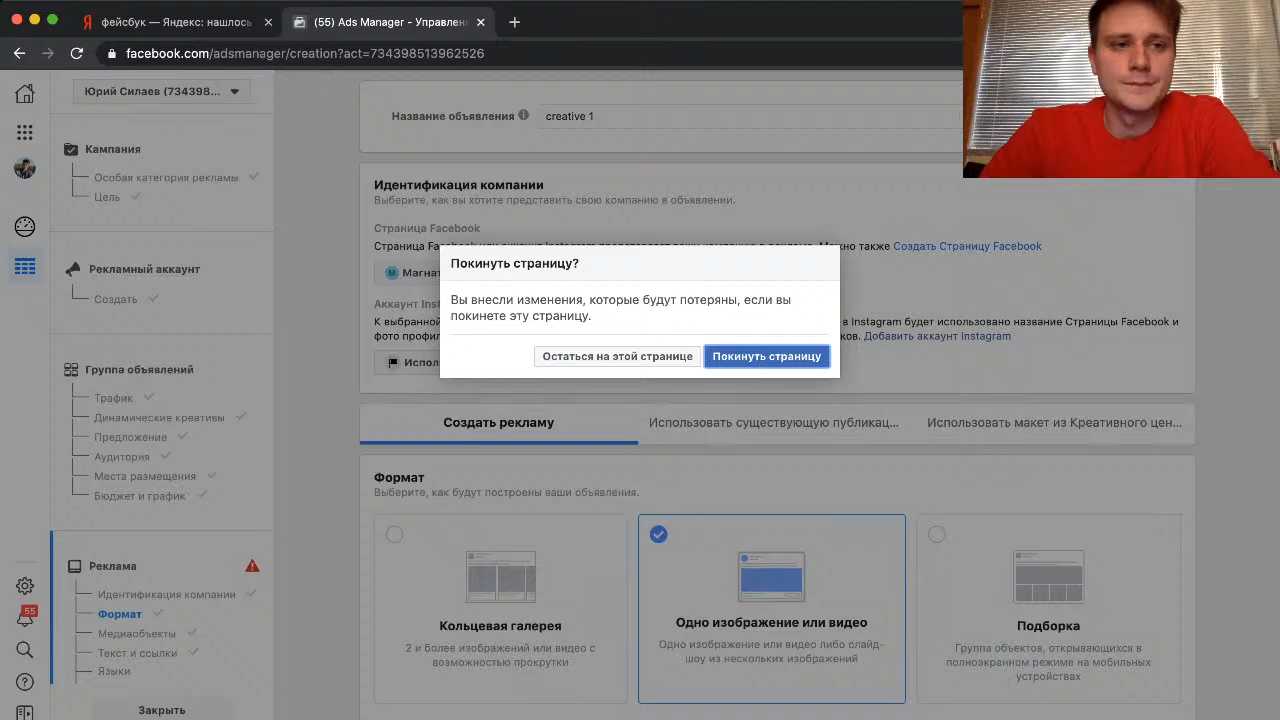 фейсбук — Яндекс: нашлось
(55) Ads Manager - Управлен
facebook.com/adsmanager/creation?act=734398513962526
Юрий Силаев (734398...
Кампания
Особая категория рекламы
Цель
Рекламный аккаунт
Создать
Группа объявлений
Трафик
Динамические креативы
Предложение
Аудитория
Места размещения
Бюджет и график
Реклама
Идентификация компании
Формат
Медиаобъекты
Текст и ссылки
Языки
Закрыть
55
Название объявления
Creative 1
Идентификация компании
Выберите, как вы хотите представить свою компанию в объявлении.
Страница Facebook
Можно также Создать Страницу Facebook
М Магнат
Аккаунт Inst
К выбранной
в Instagram будет использовано название Страницы Facebook и
фото профил
Добавить аккаунт Instagram
Испол
Покинуть страницу?
Вы внесли изменения, которые будут потеряны, если вы
покинете эту страницу.
Остаться на этой странице
Покинуть страницу
Создать рекламу
Использовать существующую публикац...
Использовать макет из Креативного цен...
Формат
Выберите, как будут построены ваши объявления.
Кольцевая галерея
2 и более изображений или видео с
возможностью прокрутки
Одно изображение или видео
Одно изображение или видео либо слайд-
шоу из нескольких изображений
Подборка
Группа объектов, открывающихся в
полноэкранном режиме на мобильных
устройствах